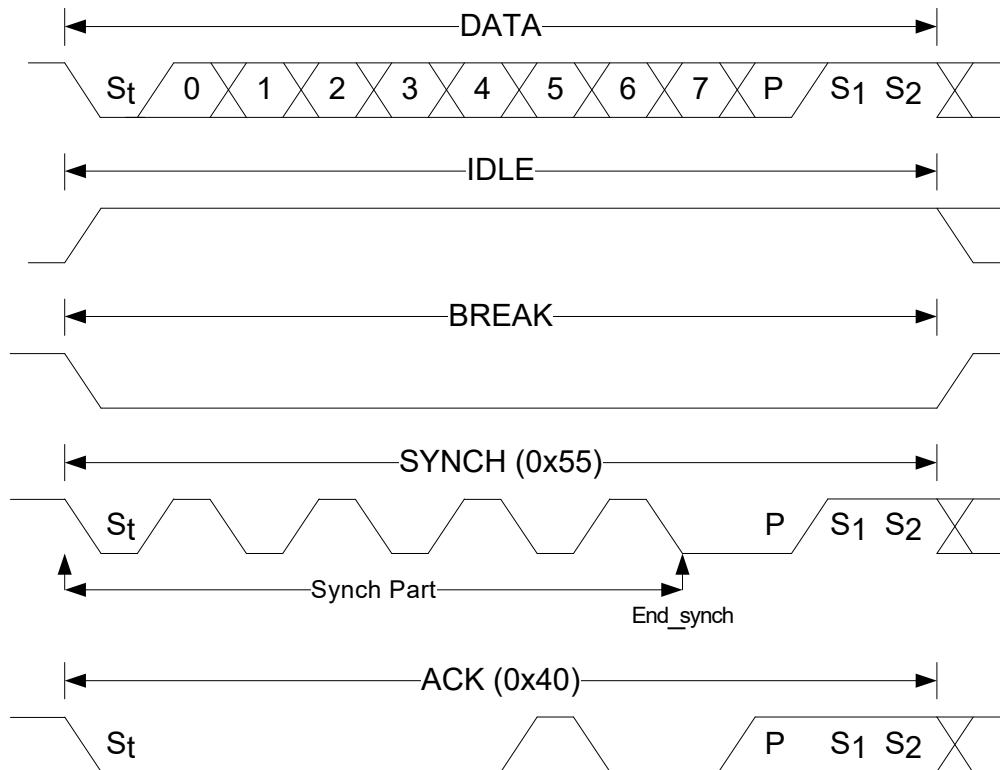 DATA
St 0 1 2 3 4 5 6 7 P S1 S2
IDLE
BREAK
SYNCH (0x55)
St P S1 S2
Synch Part
End_synch
ACK (0x40)
St P S1 S2